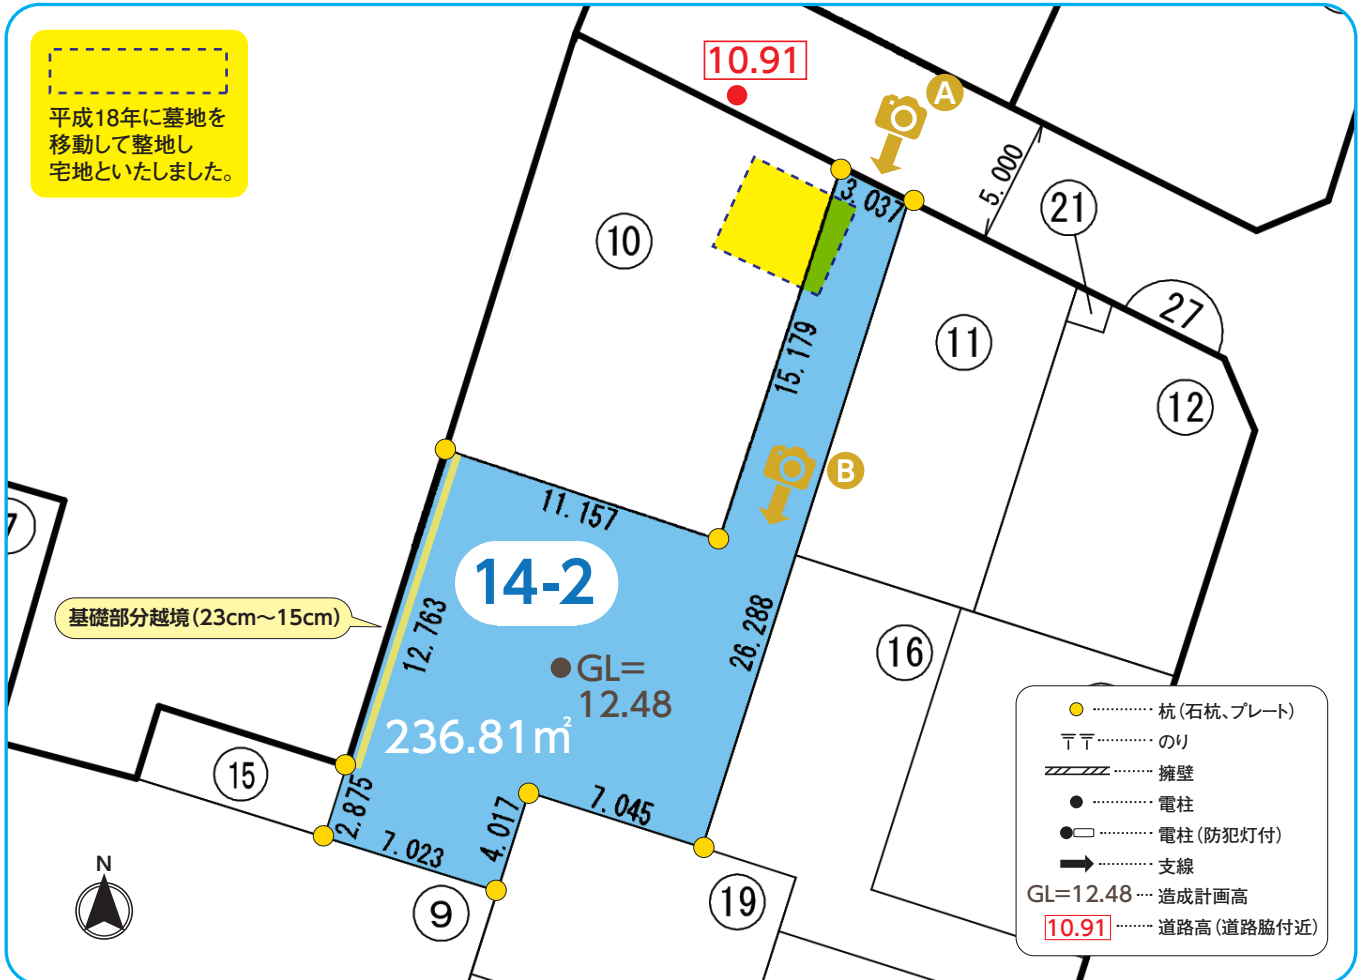 平成18年に墓地を
移動して整地し
宅地といたしました。
10.91
A
3.037
5.000
21
10
27
15.179
11
12
B
11.157
14-2
基礎部分越境(23cm～15cm)
12.763
26.288
16
GL=
12.48
236.81㎡
15
2.875
7.023
4.017
7.045
9
19
N
杭(石杭、プレート)
のり
擁壁
電柱
電柱(防犯灯付)
支線
GL=12.48 造成計画高
10.91 道路高(道路脇付近)